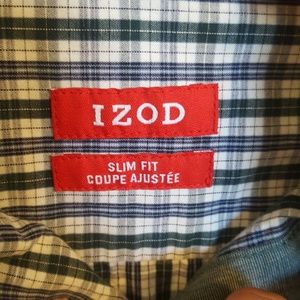 IZOD
SLIM FIT
COUPE AJUSTÉE